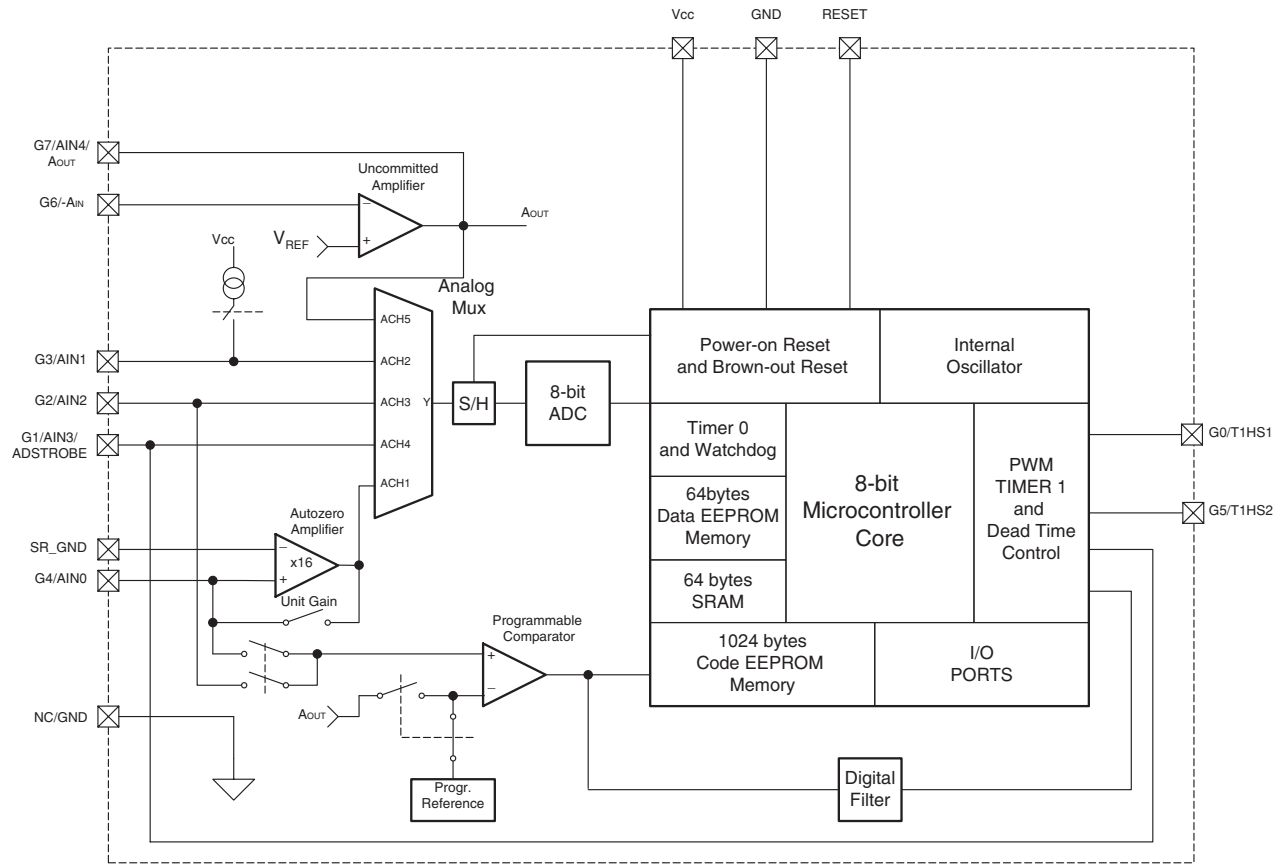 Vcc
GND
RESET
G7/AIN4/
AOUT
Uncommitted
Amplifier
G6/-AIN
−
AOUT
VREF
+
Vcc
Analog
Mux
ACH5
G3/AIN1
ACH2
G2/AIN2
ACH3
Y
S/H
8-bit
ADC
G1/AIN3/
ADSTROBE
ACH4
ACH1
Power-on Reset
and Brown-out Reset
Internal
Oscillator
Timer 0
and Watchdog
64bytes
Data EEPROM
Memory
64 bytes
SRAM
8-bit
Microcontroller
Core
PWM
TIMER 1
and
Dead Time
Control
G0/T1HS1
G5/T1HS2
1024 bytes
Code EEPROM
Memory
I/O
PORTS
Autozero
Amplifier
SR_GND
−
x16
G4/AIN0
+
Unit Gain
Programmable
Comparator
+
−
AOUT
NC/GND
Progr.
Reference
Digital
Filter